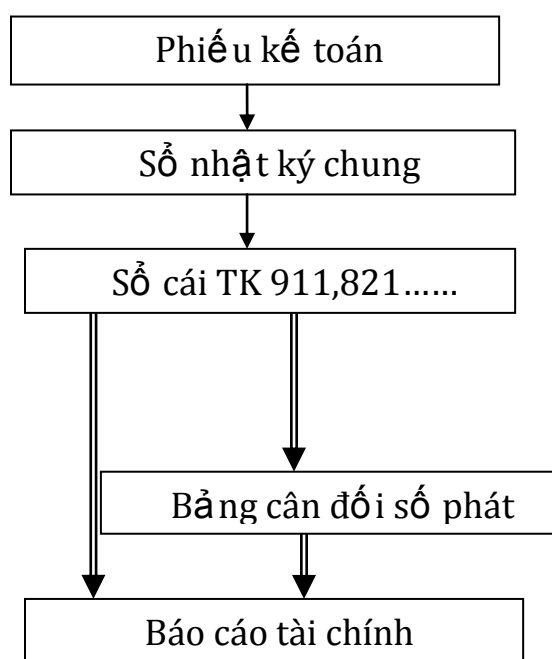 Phiếu kế toán
Sổ nhật ký chung
Sổ cái TK 911,821......
Bảng cân đối số phát
Báo cáo tài chính